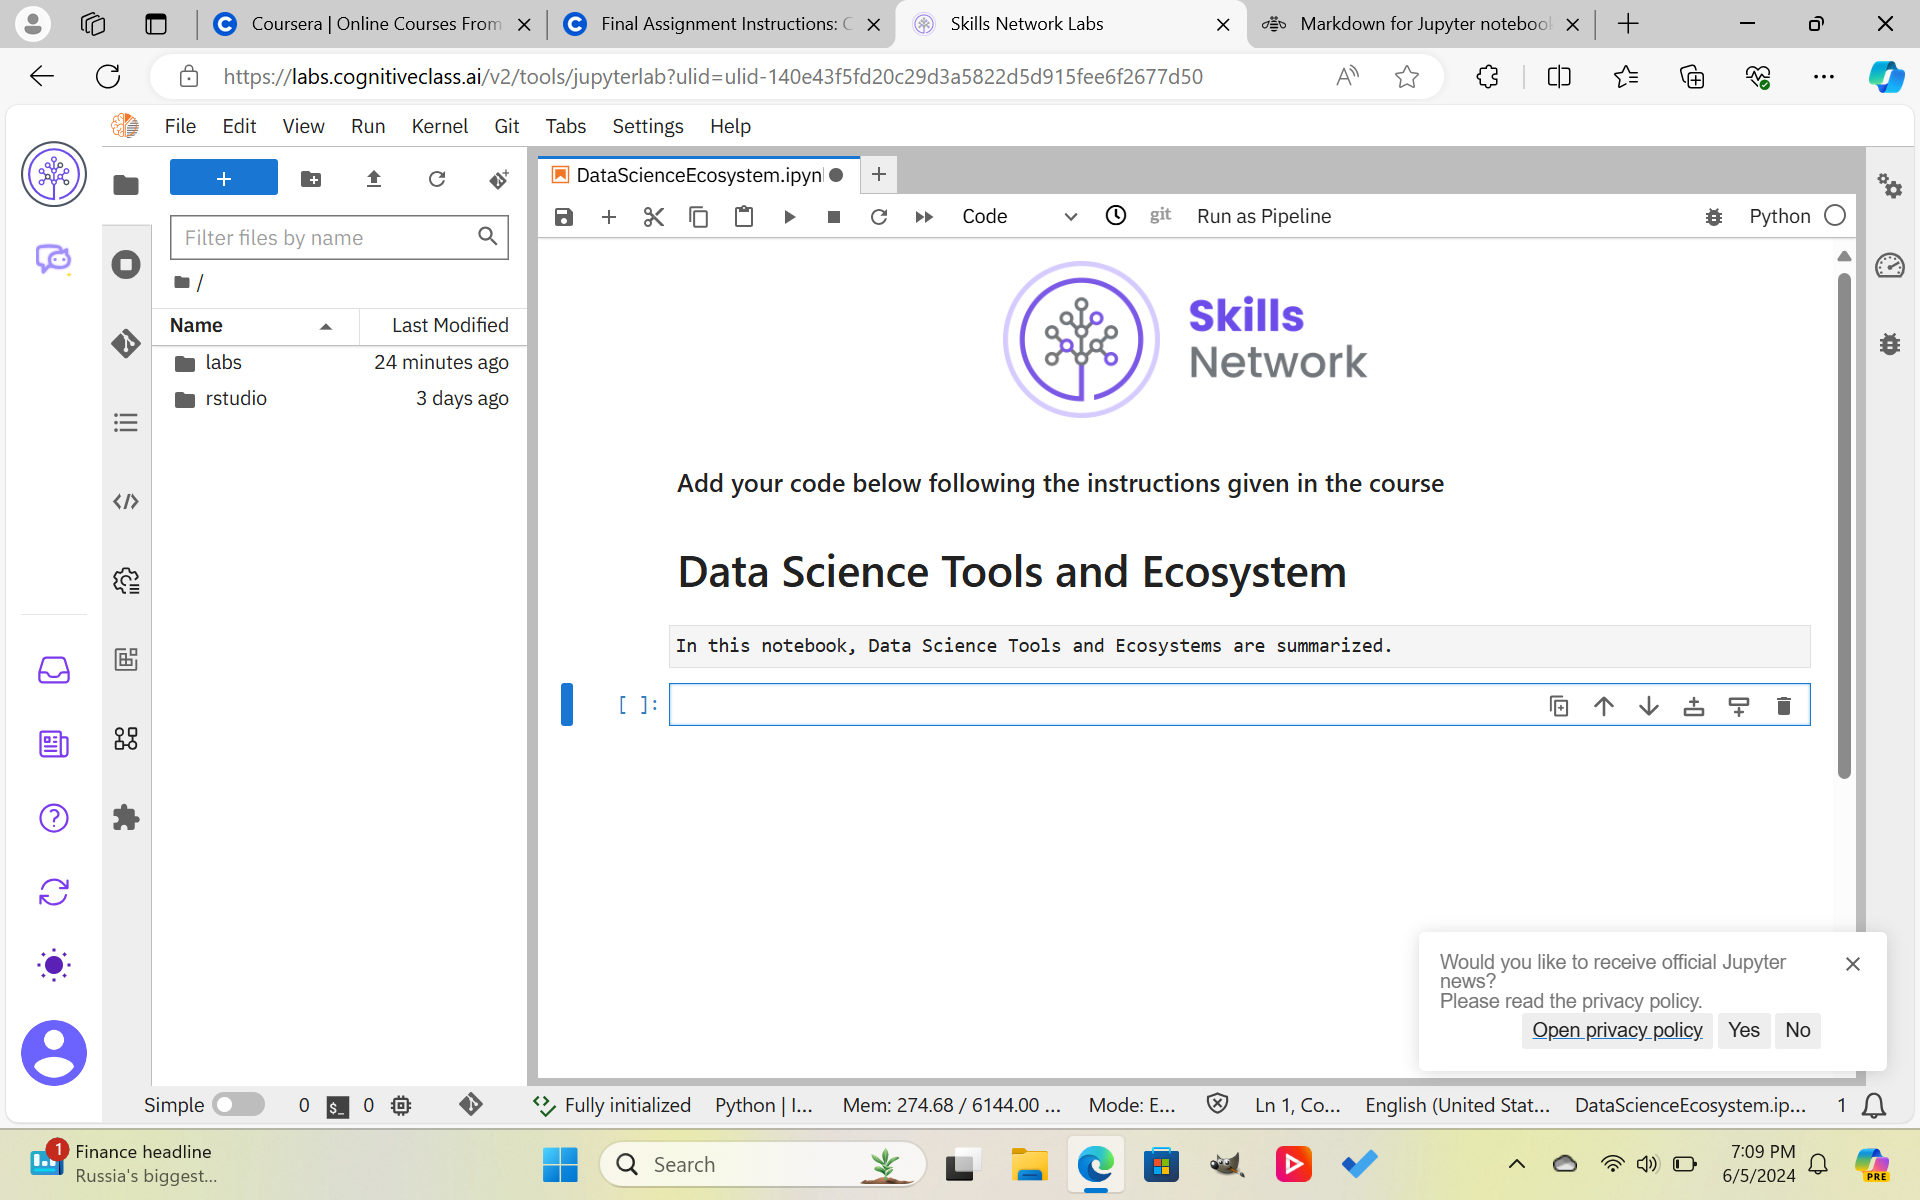 Coursera | Online Courses From
Final Assignment Instructions: C
Skills Network Labs
Markdown for Jupyter notebook
https://labs.cognitiveclass.ai/v2/tools/jupyterlab?ulid=ulid-140e43f5fd20c29d3a5822d5d915fee6f2677d50
File Edit View Run Kernel Git Tabs Settings Help
DataScienceEcosystem.ipyn
Filter files by name
Code
git
Run as Pipeline
Python
/
Name
Last Modified
labs
24 minutes ago
rstudio
3 days ago
Skills
Network
Add your code below following the instructions given in the course
Data Science Tools and Ecosystem
In this notebook, Data Science Tools and Ecosystems are summarized.
[ ]:
Would you like to receive official Jupyter
news?
Please read the privacy policy.
Open privacy policy
Yes
No
Simple
0
$_
0
Fully initialized
Python | I...
Mem: 274.68 / 6144.00 ...
Mode: E...
Ln 1, Co...
English (United Stat...
DataScienceEcosystem.ip...
1
1
Finance headline
Russia's biggest...
Search
7:09 PM
6/5/2024
PRE